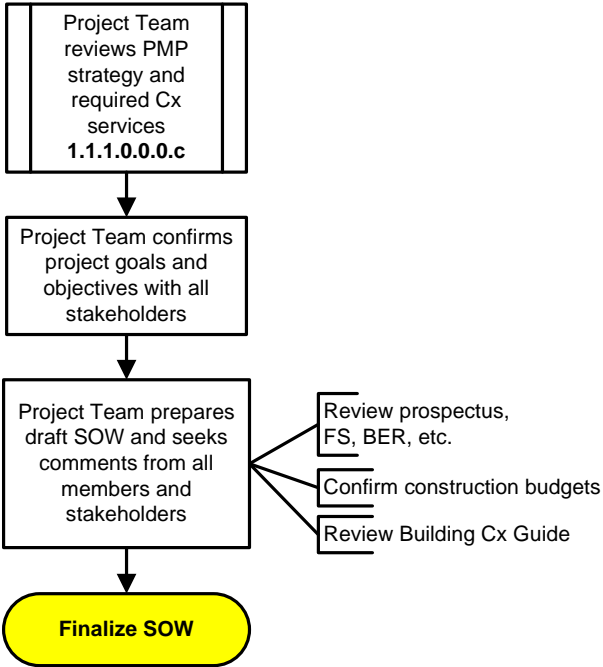 Project Team
reviews PMP
strategy and
required Cx
services
1.1.1.0.0.0.c
Project Team confirms
project goals and
objectives with all
stakeholders
Project Team prepares
draft SOW and seeks
comments from all
members and
stakeholders
Review prospectus,
FS, BER, etc.
Confirm construction budgets
Review Building Cx Guide
Finalize SOW